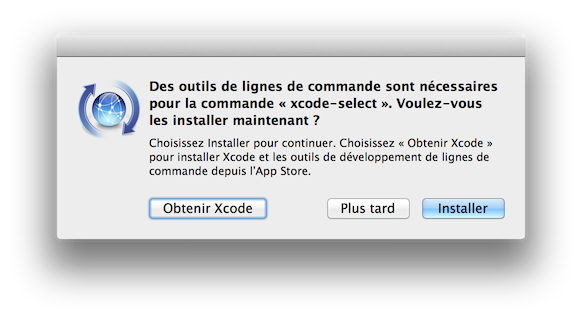 Des outils de lignes de commande sont nécessaires
pour la commande « xcode-select ». Voulez-vous
les installer maintenant ?
Choisissez Installer pour continuer. Choisissez « Obtenir Xcode »
pour installer Xcode et les outils de développement de lignes de
commande depuis l'App Store.
Obtenir Xcode
Plus tard
Installer